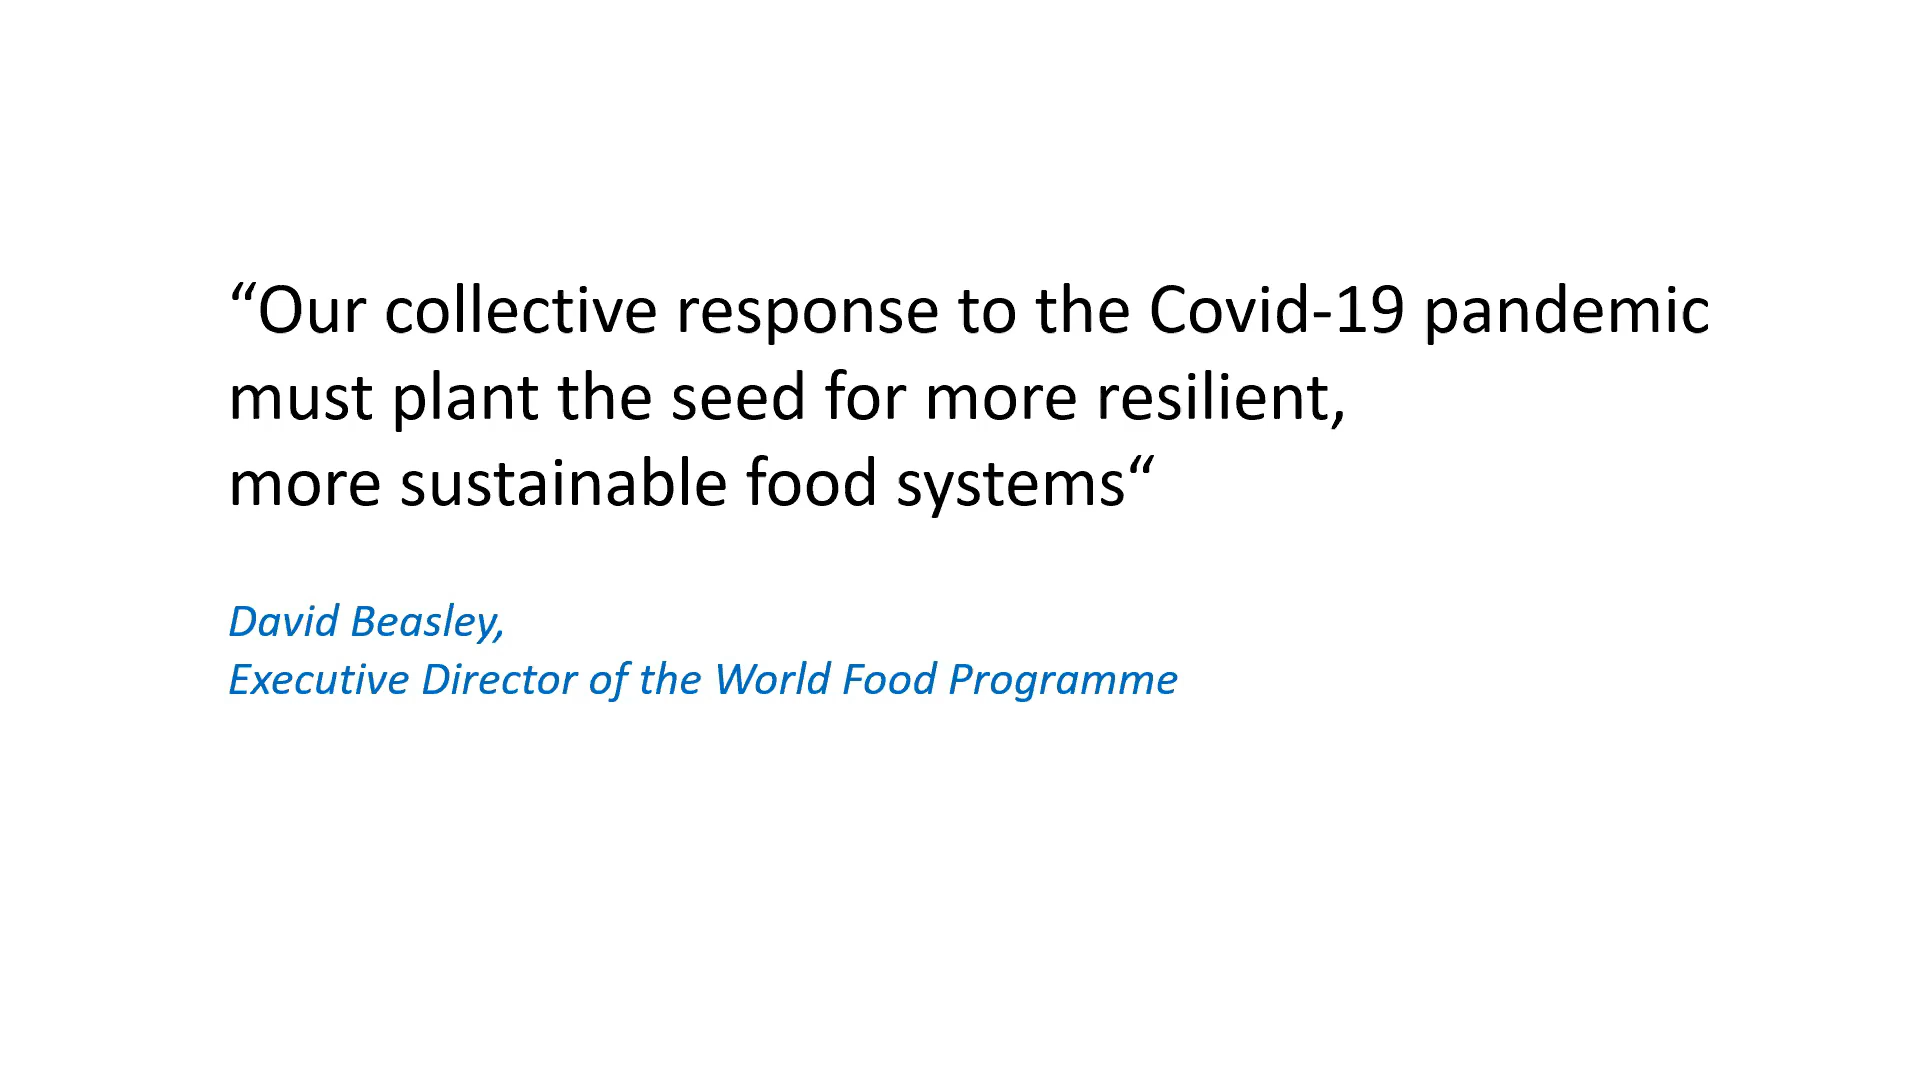 “Our collective response to the Covid-19 pandemic
must plant the seed for more resilient,
more sustainable food systems“
David Beasley,
Executive Director of the World Food Programme